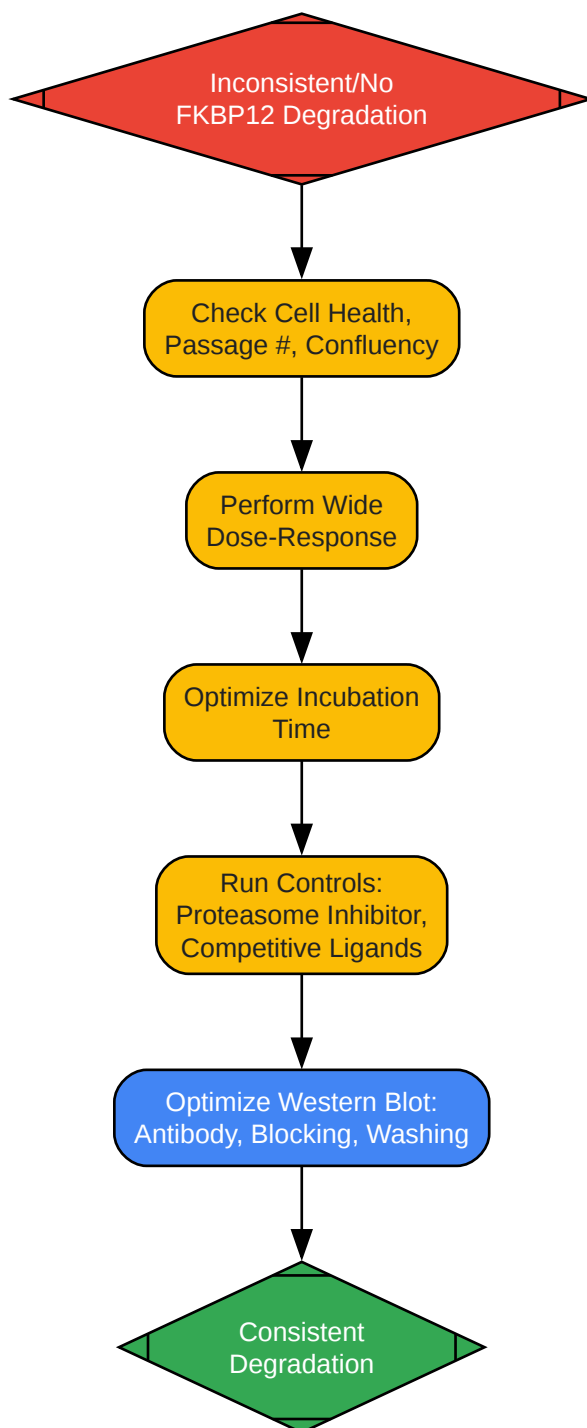 Inconsistent/No
FKBP12 Degradation
Check Cell Health,
Passage #, Confluency
Perform Wide
Dose-Response
Optimize Incubation
Time
Run Controls:
Proteasome Inhibitor,
Competitive Ligands
Optimize Western Blot:
Antibody, Blocking, Washing
Consistent
Degradation